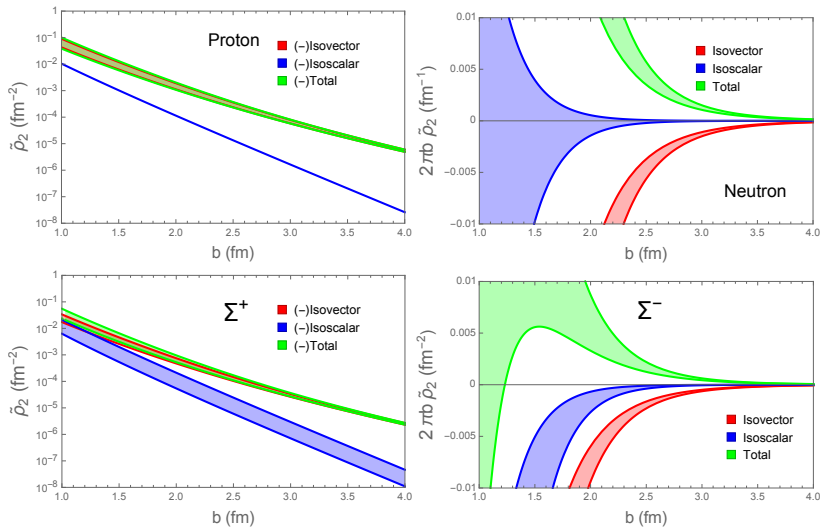 Proton
(-)Isovector
(-)Isoscalar
(-)Total
ρ̃₂ (fm⁻²)
1
10⁻¹
10⁻²
10⁻³
10⁻⁴
10⁻⁵
10⁻⁶
10⁻⁷
10⁻⁸
1.0 1.5 2.0 2.5 3.0 3.5 4.0
b (fm)
Isovector
Isoscalar
Total
Neutron
2πb ρ̃₂ (fm⁻¹)
0.01
0.005
0
-0.005
-0.01
1.0 1.5 2.0 2.5 3.0 3.5 4.0
b (fm)
Σ⁺
(-)Isovector
(-)Isoscalar
(-)Total
ρ̃₂ (fm⁻²)
1
10⁻¹
10⁻²
10⁻³
10⁻⁴
10⁻⁵
10⁻⁶
10⁻⁷
10⁻⁸
1.0 1.5 2.0 2.5 3.0 3.5 4.0
b (fm)
Σ⁻
Isovector
Isoscalar
Total
2πb ρ̃₂ (fm⁻²)
0.01
0.005
0
-0.005
-0.01
1.0 1.5 2.0 2.5 3.0 3.5 4.0
b (fm)